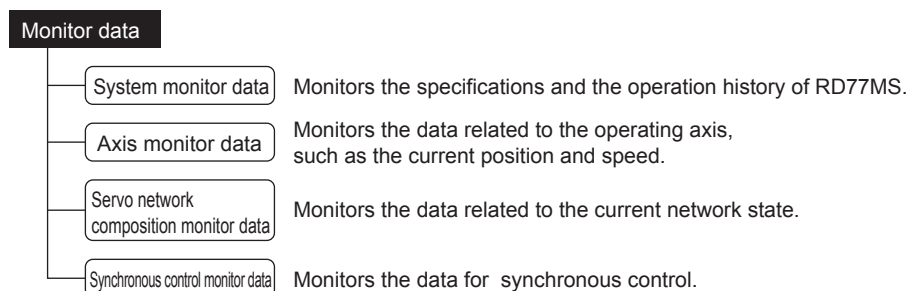 Monitor data
System monitor data
Monitors the specifications and the operation history of RD77MS.
Axis monitor data
Monitors the data related to the operating axis,
such as the current position and speed.
Servo network
composition monitor data
Monitors the data related to the current network state.
Synchronous control monitor data
Monitors the data for synchronous control.